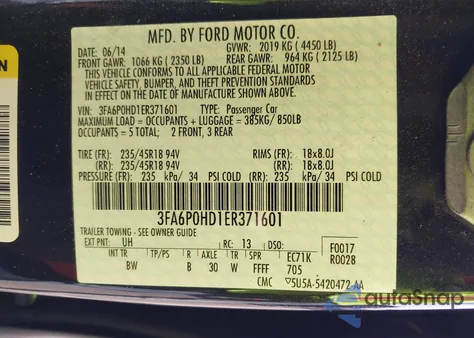 MFD. BY FORD MOTOR CO.
06/14 GVWR: 2019 KG ( 4450 LB)
FRONT GAWR: 1066 KG ( 2350 LB) REAR GAWR: 964 KG ( 2125 LB)
THIS VEHICLE CONFORMS TO ALL APPLICABLE FEDERAL MOTOR
VEHICLE SAFETY, BUMPER, AND THEFT PREVENTION STANDARDS IN
EFFECT ON THE DATE OF MANUFACTURE SHOWN ABOVE.
VIN: 3FA6P0HD1ER371601 TYPE: Passenger Car
MAXIMUM LOAD = OCCUPANTS + LUGGAGE = 385KG/850LB
OCCUPANTS = 5 TOTAL: 2 FRONT, 3 REAR
TIRE (FR): 235/45R18 94V RIMS (FR): 18x8.0J
(RR): 235/45R18 94V (RR): 18x8.0J
PRESSURE (FR): 235 kPa/ 34 PSI COLD (RR): 235 kPa/ 34 PSI COLD
3FA6P0HD1ER371601
TRAILER TOWING - SEE OWNER GUIDE
EXT PNT: UH RC: 13 DSO: F0017
INT TR TP/PS R AXLE TR SPR EC71K R0028
BW B 30 W FFFF 705
CMC 5U5A-5420472-AA
autoSnap